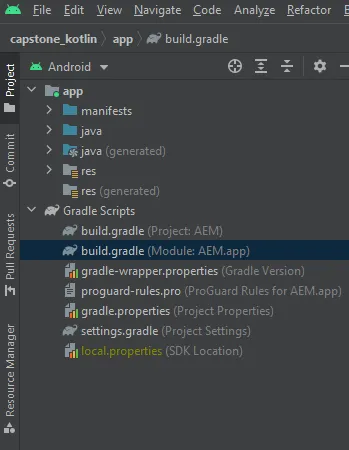 File Edit View Navigate Code Analyze Refactor
capstone_kotlin app build.gradle
Project
Android
app
manifests
java
java (generated)
res
res (generated)
Gradle Scripts
build.gradle (Project: AEM)
build.gradle (Module: AEM.app)
gradle-wrapper.properties (Gradle Version)
proguard-rules.pro (ProGuard Rules for AEM.app)
gradle.properties (Project Properties)
settings.gradle (Project Settings)
local.properties (SDK Location)
Commit
Pull Requests
Resource Manager